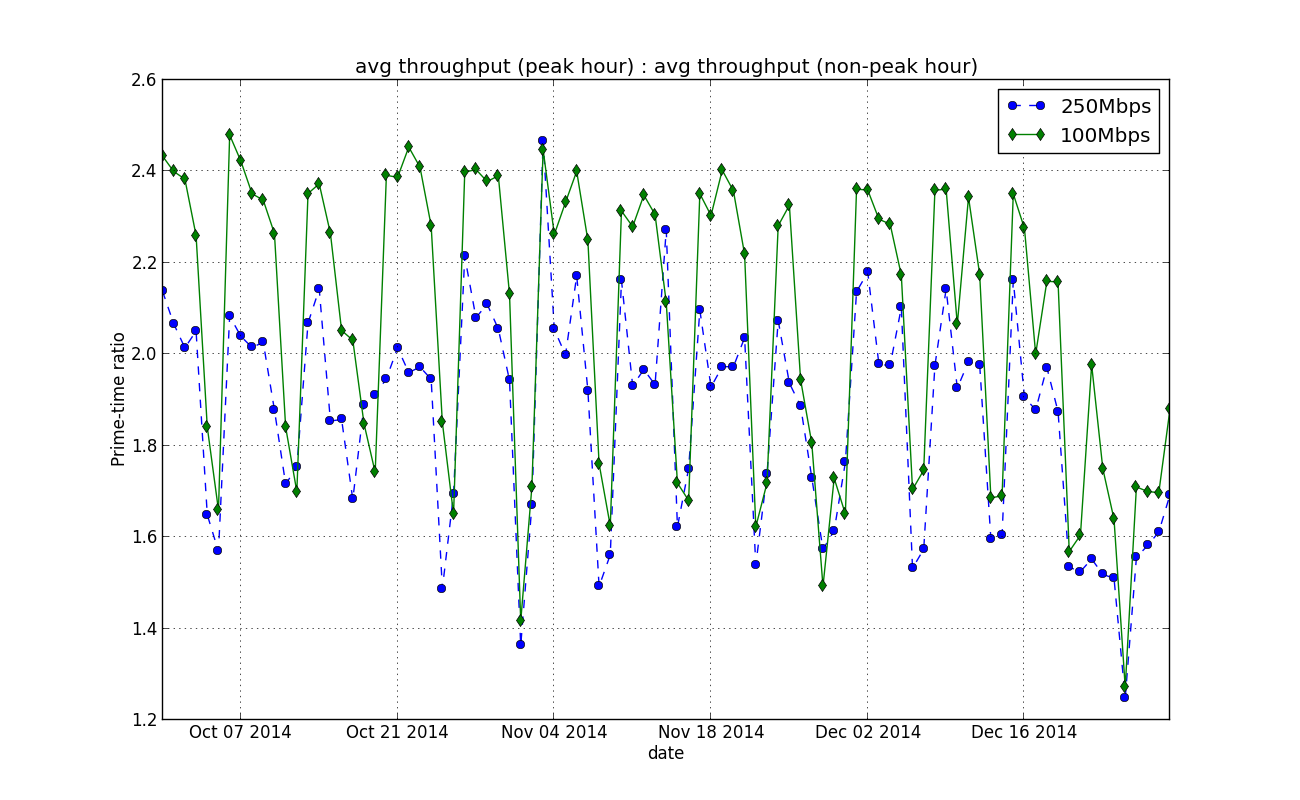 avg throughput (peak hour) : avg throughput (non-peak hour)
2.6
2.4
2.2
2.0
1.8
1.6
1.4
1.2
Prime-time ratio
250Mbps
100Mbps
Oct 07 2014
Oct 21 2014
Nov 04 2014
Nov 18 2014
Dec 02 2014
Dec 16 2014
date